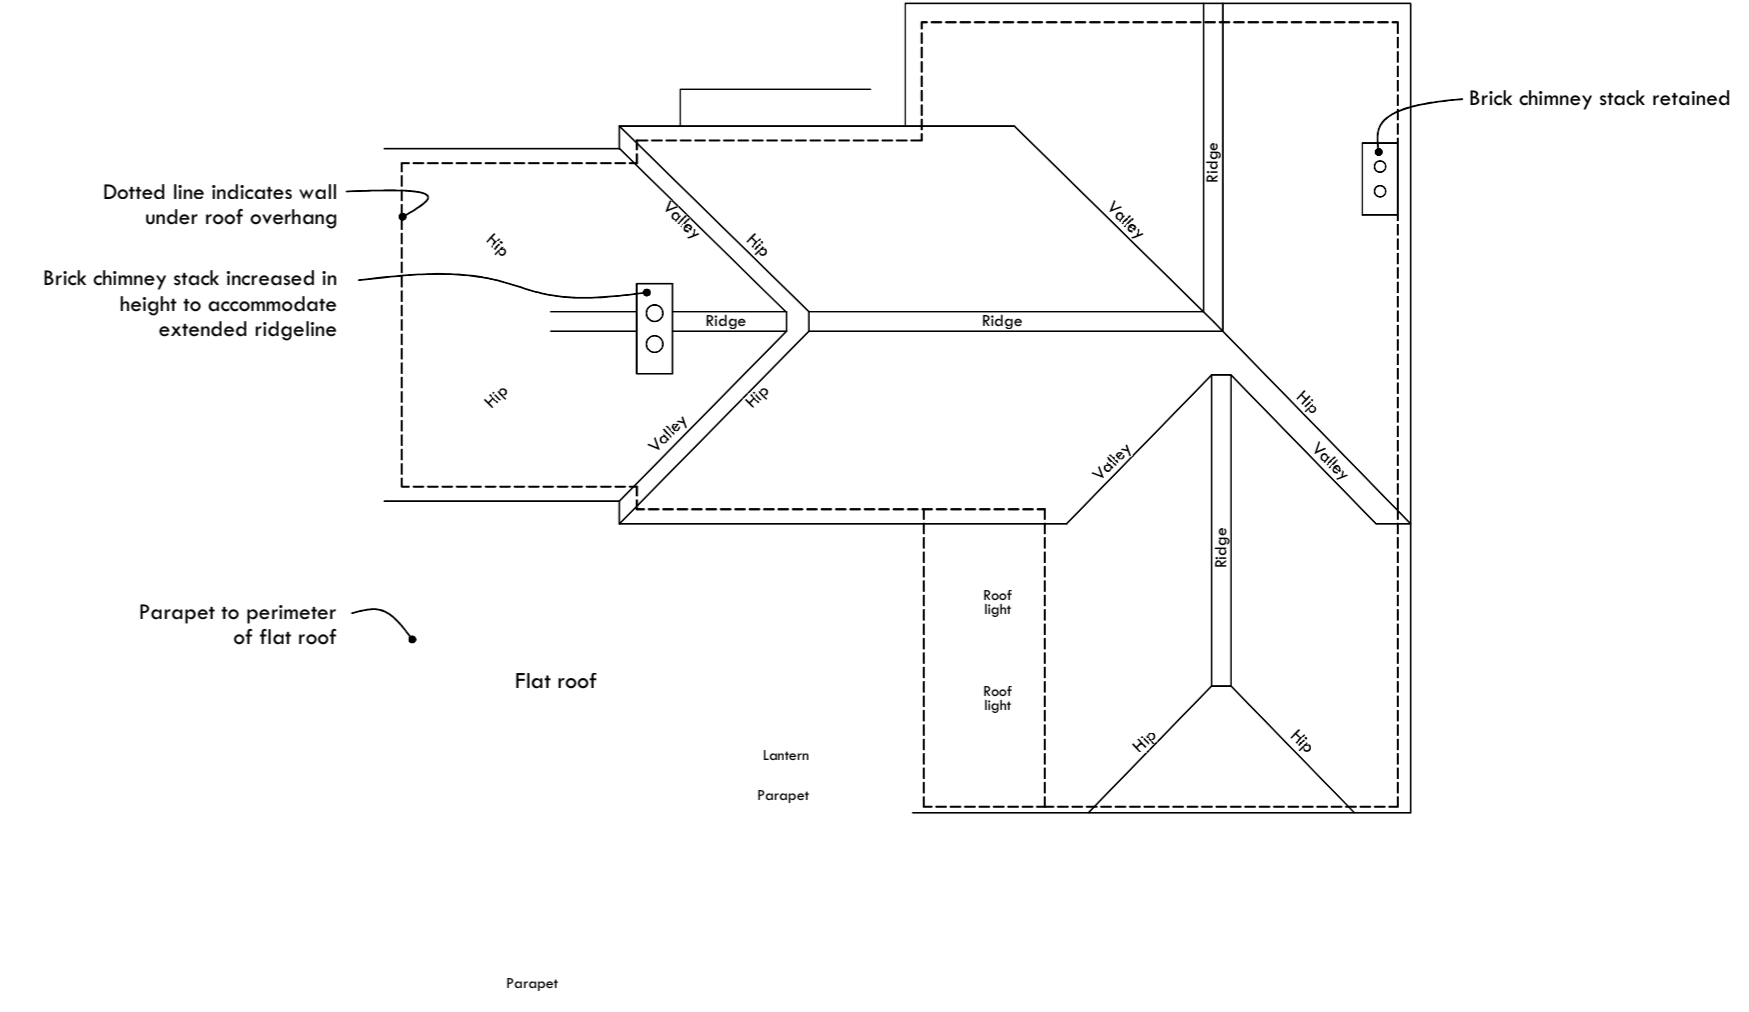 Brick chimney stack retained
Ridge
Dotted line indicates wall
under roof overhang
Valley
Valley
Hip
Hip
Brick chimney stack increased in
height to accommodate
extended ridgeline
Ridge
Ridge
Hip
Hip
Hip
Valley
Valley
Valley
Ridge
Roof
light
Parapet to perimeter
of flat roof
Flat roof
Roof
light
Hip
Hip
Lantern
Parapet
Parapet